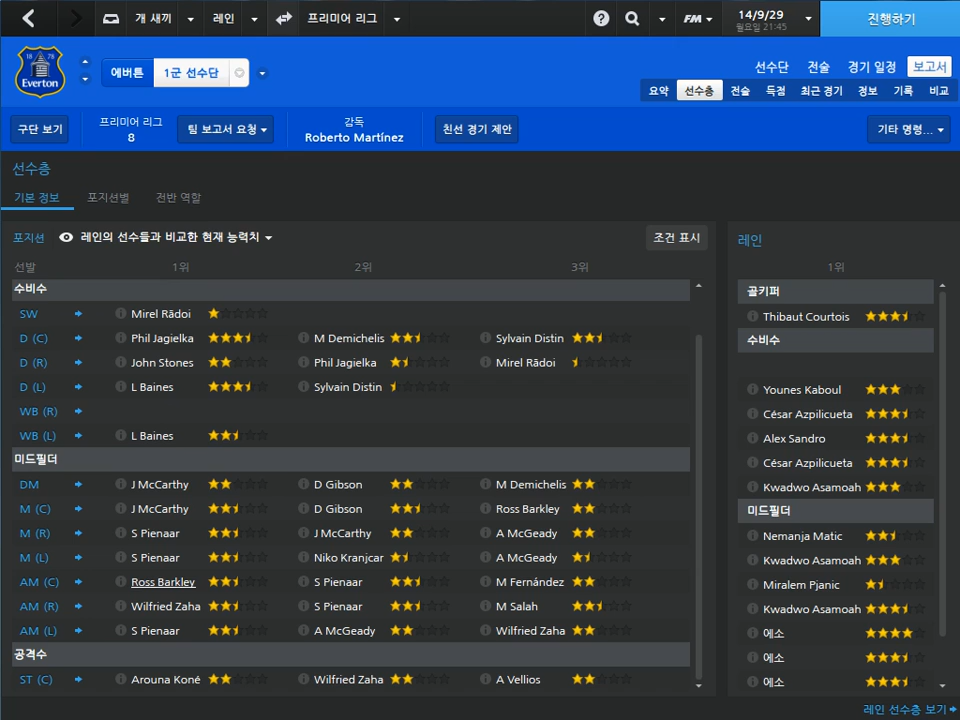 개 새끼 레인 프리미어 리그 ? FM 14/9/29 진행하기
월요일 21:45
18 78
Everton
에버튼 1군 선수단 선수단 전술 경기 일정 보고서
요약 선수층 전술 득점 최근 경기 정보 기록 비교
구단 보기 프리미어 리그 팀 보고서 요청 감독 친선 경기 제안 기타 명령...
8 Roberto Martínez
선수층
기본 정보 포지션별 전반 역할
포지션 레인의 선수들과 비교한 현재 능력치 조건 표시 레인
선발 1위 2위 3위 1위
수비수 골키퍼
SW Mirel Rădoi Thibaut Courtois
D (C) Phil Jagielka M Demichelis Sylvain Distin 수비수
D (R) John Stones Phil Jagielka Mirel Rădoi
D (L) L Baines Sylvain Distin Younes Kaboul
WB (R) César Azpilicueta
WB (L) L Baines Alex Sandro
미드필더 César Azpilicueta
DM J McCarthy D Gibson M Demichelis Kwadwo Asamoah
M (C) J McCarthy D Gibson Ross Barkley 미드필더
M (R) S Pienaar J McCarthy A McGeady Nemanja Matic
M (L) S Pienaar Niko Kranjcar A McGeady Kwadwo Asamoah
AM (C) Ross Barkley S Pienaar M Fernández Miralem Pjanic
AM (R) Wilfried Zaha S Pienaar M Salah Kwadwo Asamoah
AM (L) S Pienaar A McGeady Wilfried Zaha 에소
공격수 에소
ST (C) Arouna Koné Wilfried Zaha A Vellios 에소
레인 선수층 보기